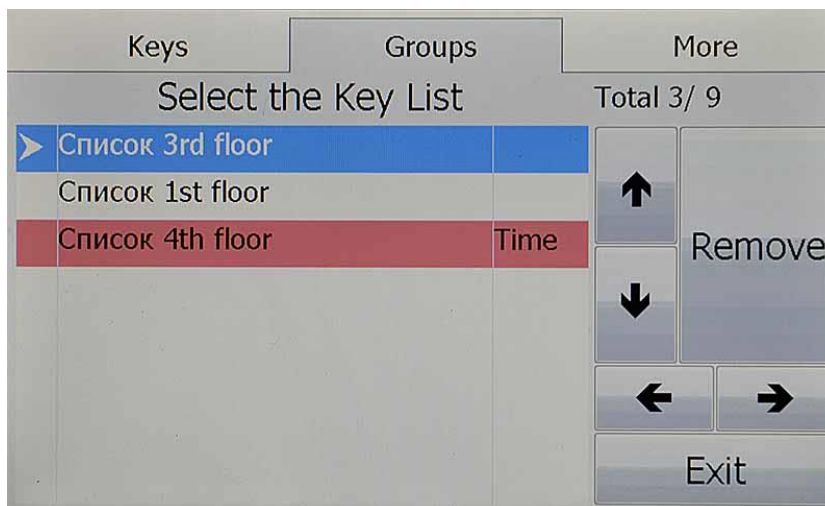 Keys Groups More
Select the Key List Total 3/ 9
Список 3rd floor
Список 1st floor
Список 4th floor Time
Remove
Exit